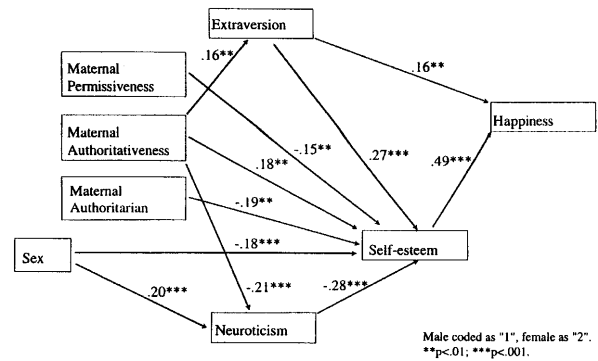 Extraversion
.16**
.16**
Maternal
Permissiveness
Happiness
Maternal
Authoritativeness
-.15**
.27***
.18**
.49***
Maternal
Authoritarian
-.19**
-.18***
Self-esteem
Sex
.20***
-.21***
-.28***
Neuroticism
Male coded as "1", female as "2".
**p<.01; ***p<.001.